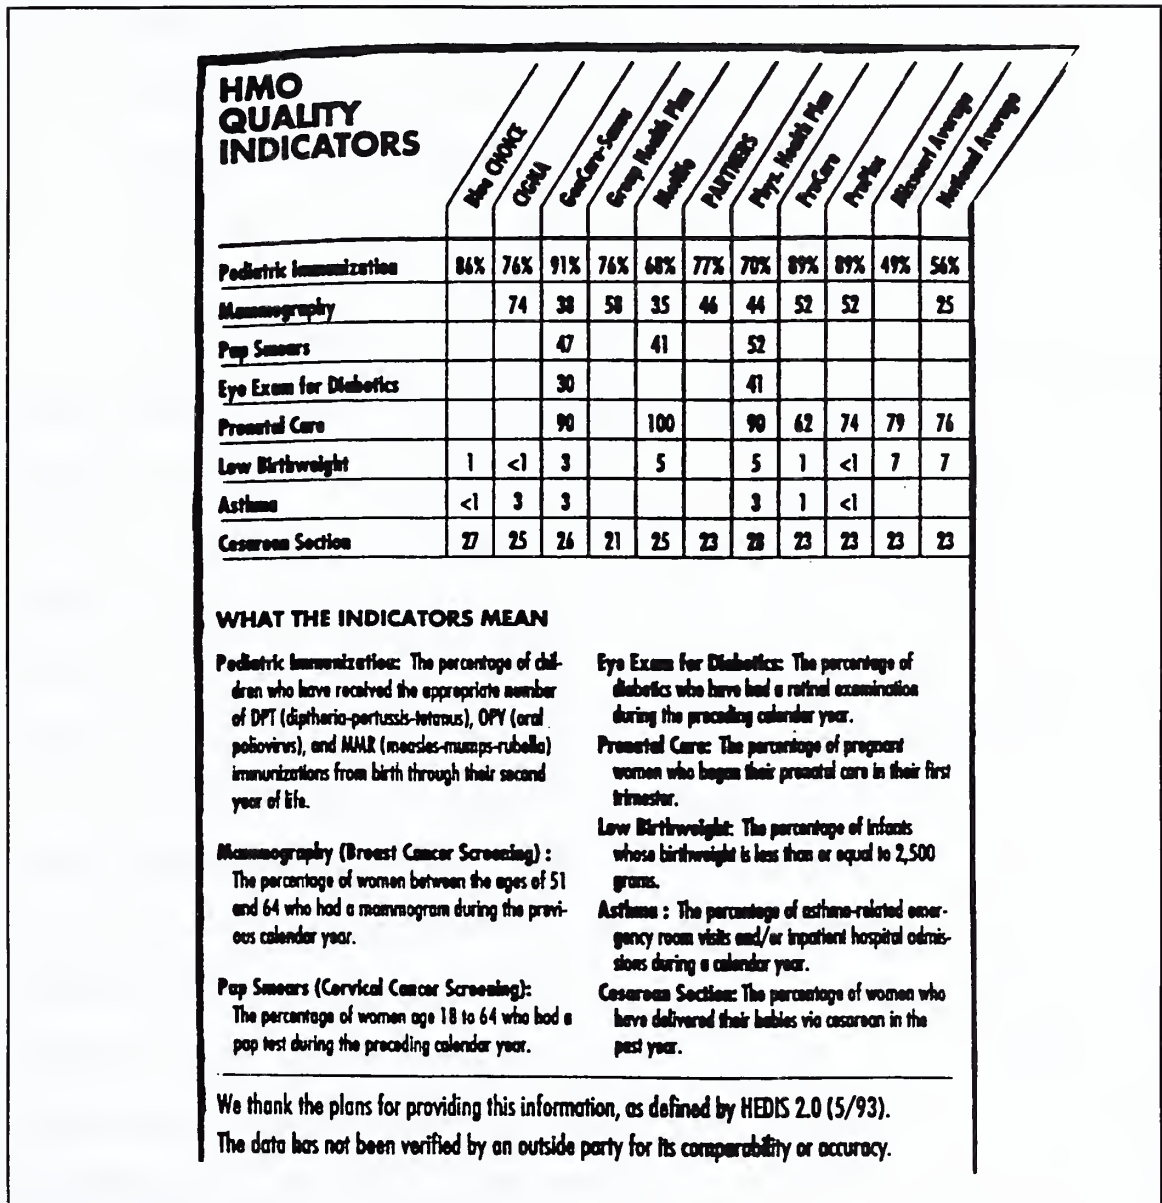 HMO
QUALITY
INDICATORS
Blue CHOICE
CIGNA
GenCare-Sanus
Group Health Plan
Metlife
PARTNERS
Phys. Health Plan
ProCare
ProPlus
Missouri Average
National Average
Pediatric Immunization 86% 76% 91% 76% 68% 77% 70% 89% 89% 49% 56%
Mammography 74 38 58 35 46 44 52 52 25
Pap Smears 47 41 52
Eye Exam for Diabetics 30 41
Prenatal Care 90 100 90 62 74 79 76
Low Birthweight 1 <1 3 5 5 1 <1 7 7
Asthma <1 3 3 3 1 <1
Cesarean Section 27 25 26 21 25 23 28 23 23 23 23
WHAT THE INDICATORS MEAN
Pediatric Immunization: The percentage of chil-
dren who have received the appropriate number
of DPT (diptheria-pertussis-tetanus), OPV (oral
poliovirus), and MMR (measles-mumps-rubella)
immunizations from birth through their second
year of life.
Mammography (Breast Cancer Screening) :
The percentage of women between the ages of 51
and 64 who had a mammogram during the previ-
ous calendar year.
Pap Smears (Cervical Cancer Screening):
The percentage of women age 18 to 64 who had a
pap test during the preceding calendar year.
Eye Exam for Diabetics: The percentage of
diabetics who have had a retinal examination
during the preceding calendar year.
Prenatal Care: The percentage of pregnant
women who began their prenatal care in their first
trimester.
Low Birthweight: The percentage of infants
whose birthweight is less than or equal to 2,500
grams.
Asthma : The percentage of asthma-related emer-
gency room visits and/or inpatient hospital admis-
sions during a calendar year.
Cesarean Section: The percentage of women who
have delivered their babies via cesarean in the
past year.
We thank the plans for providing this information, as defined by HEDIS 2.0 (5/93).
The data has not been verified by an outside party for its comparability or accuracy.